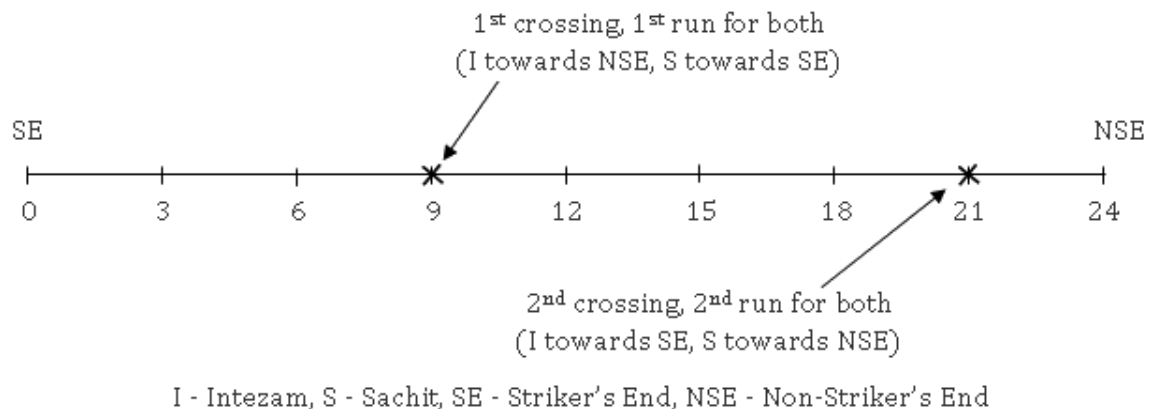 1st crossing, 1st run for both
(I towards NSE, S towards SE)
SE NSE
0 3 6 9 12 15 18 21 24
2nd crossing, 2nd run for both
(I towards SE, S towards NSE)
I - Intezam, S - Sachit, SE - Striker's End, NSE - Non-Striker's End